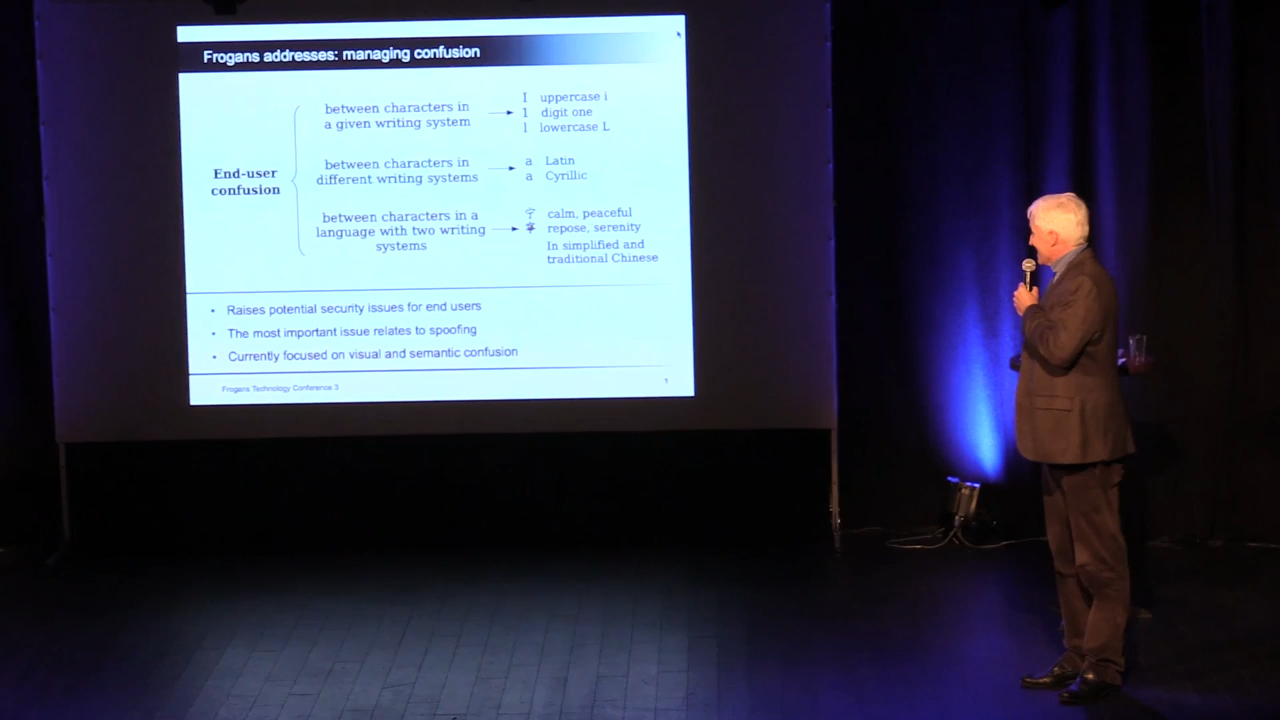 Frogans addresses: managing confusion
End-user
confusion
between characters in
a given writing system
I uppercase i
1 digit one
l lowercase L
between characters in
different writing systems
a Latin
а Cyrillic
between characters in a
language with two writing
systems
calm, peaceful
repose, serenity
In simplified and
traditional Chinese
• Raises potential security issues for end users
• The most important issue relates to spoofing
• Currently focused on visual and semantic confusion
Frogans Technology Conference 3
1